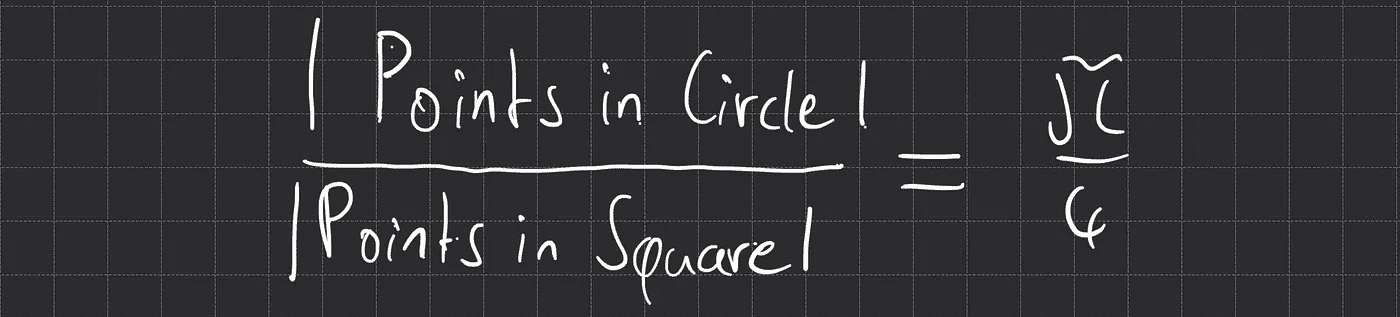 | Points in Circle |
| Points in Square |
=
π
4